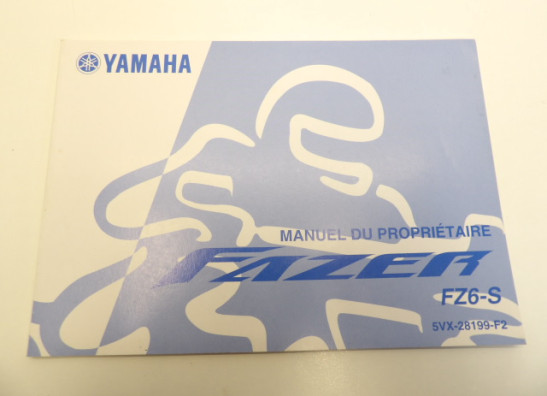 YAMAHA
MANUEL DU PROPRIÉTAIRE
FAZER
FZ6-S
5VX-28199-F2